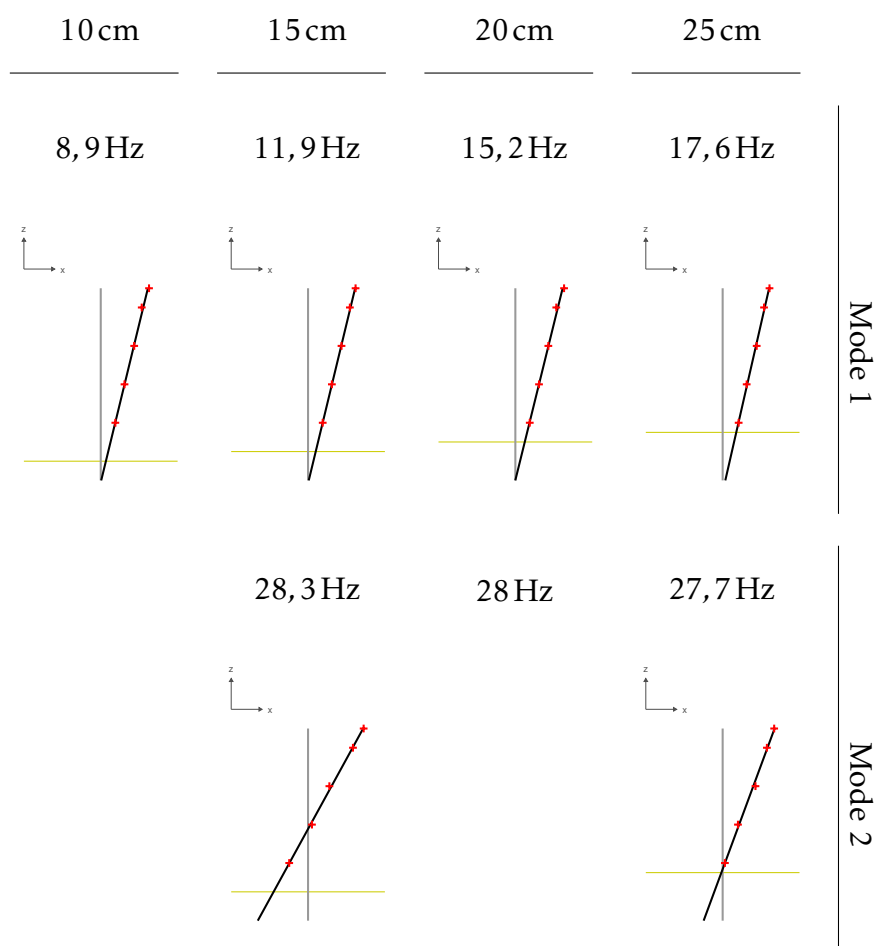 10 cm 15 cm 20 cm 25 cm
8,9 Hz 11,9 Hz 15,2 Hz 17,6 Hz
z z z z
x x x x
Mode 1
28,3 Hz 28 Hz 27,7 Hz
z z
x x
Mode 2